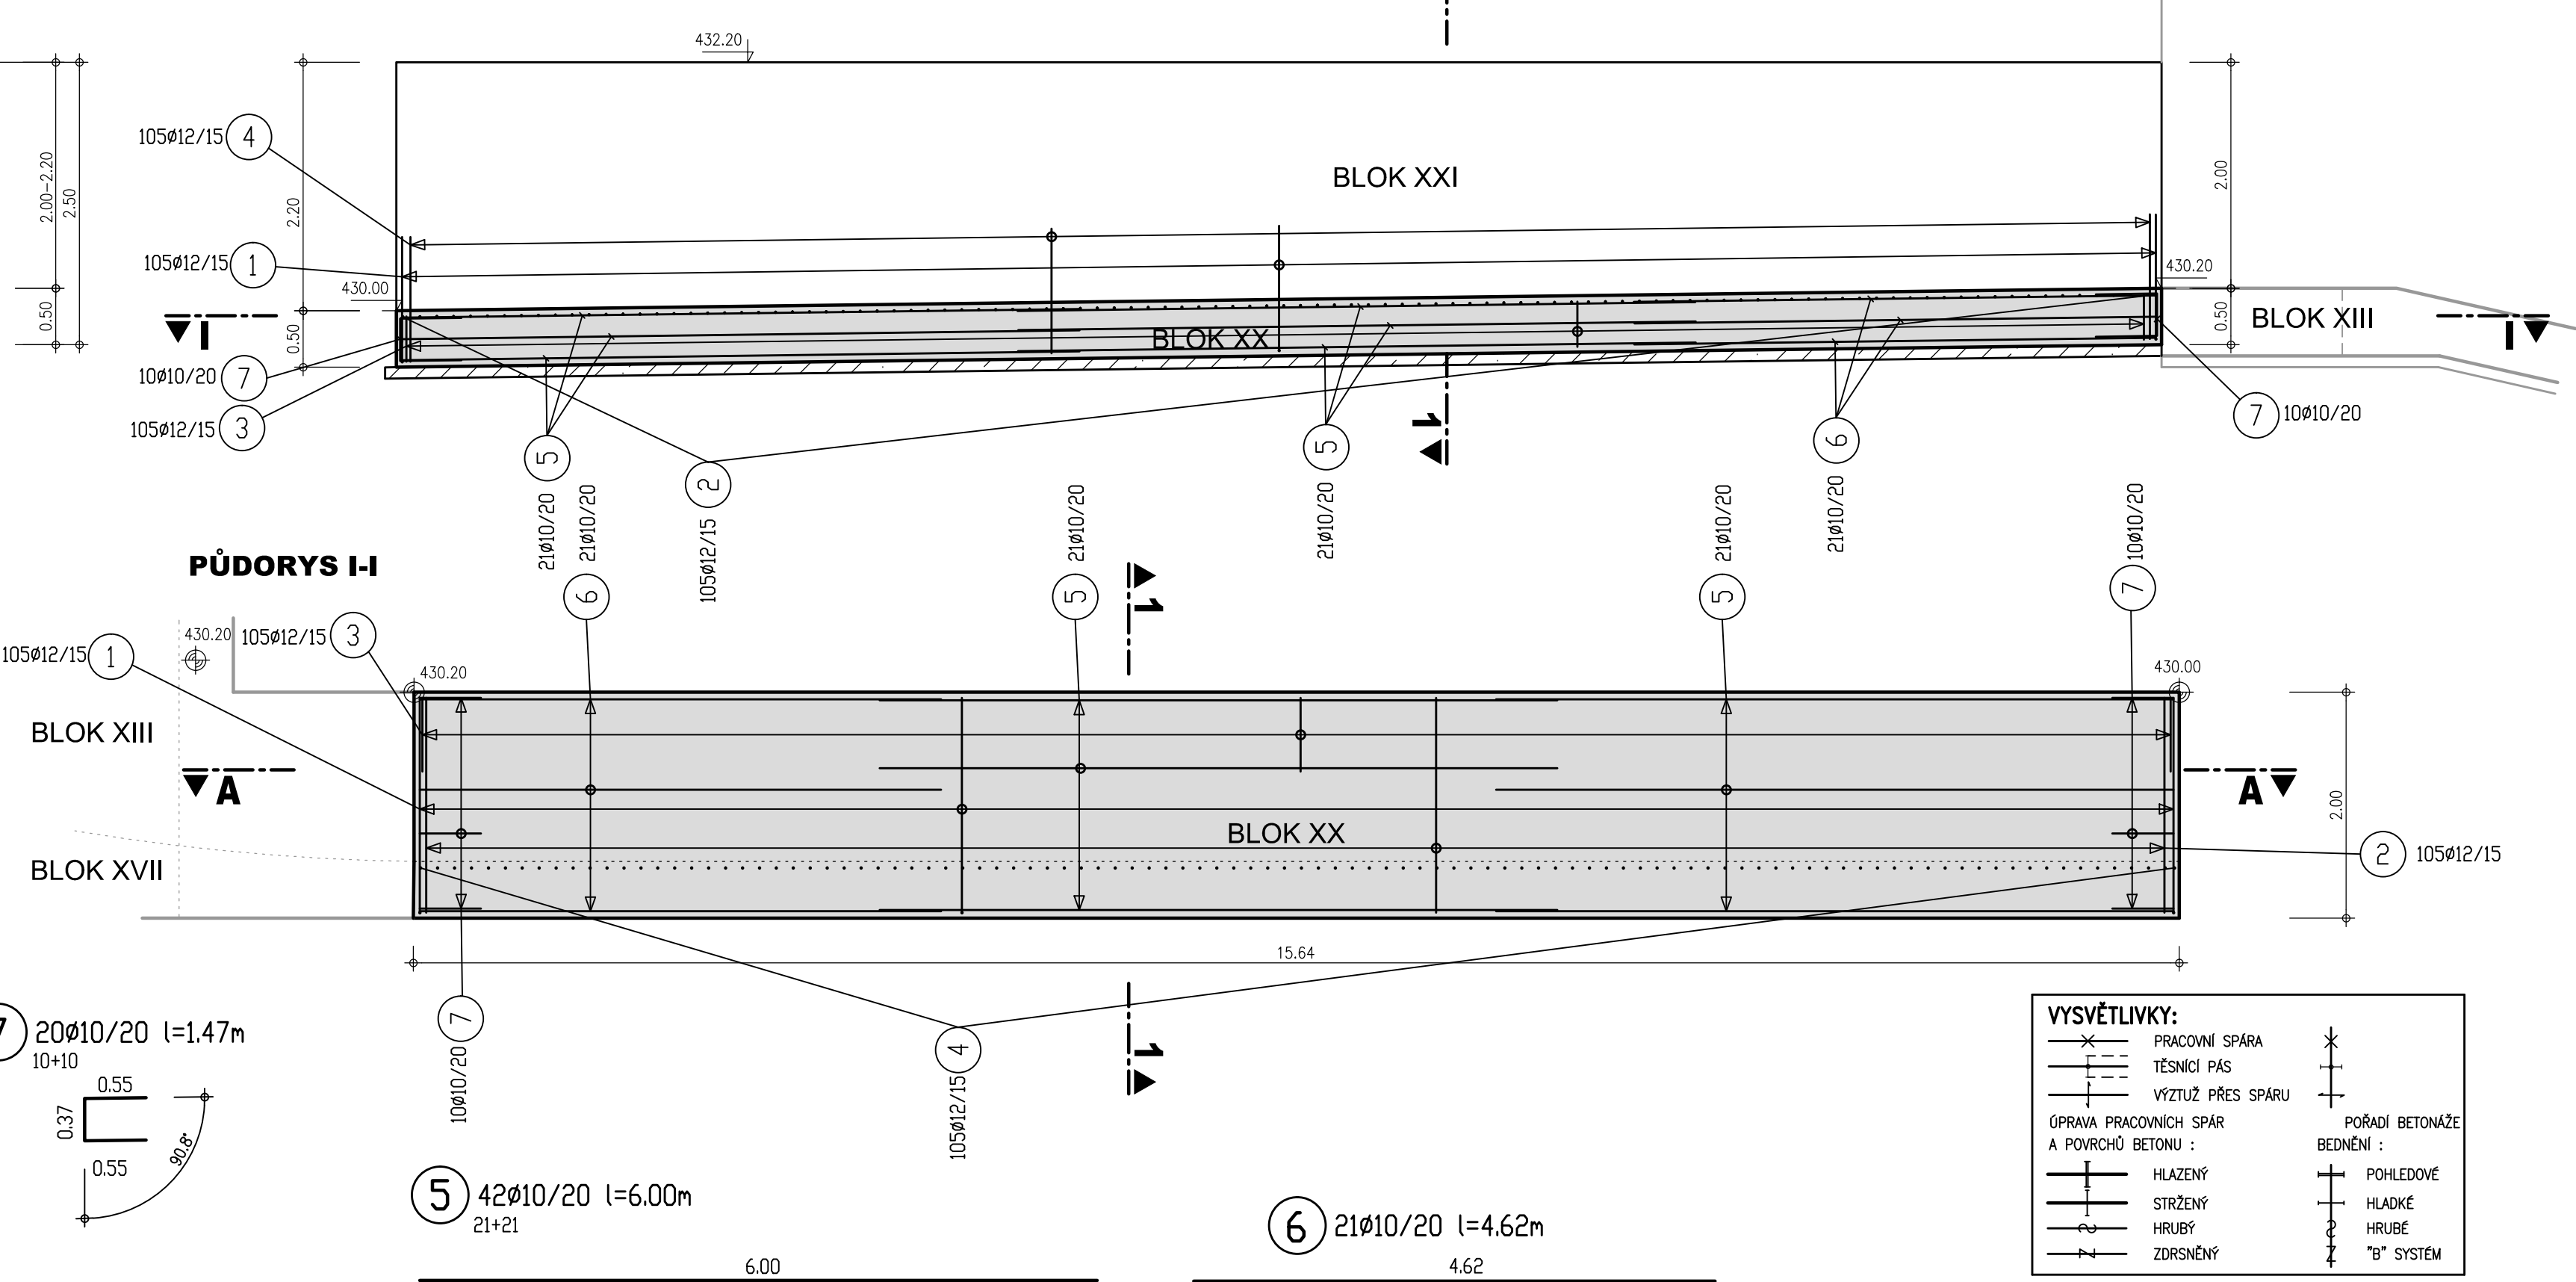 432.20
105ø12/15 4
2.00-2.20
2.50
2.20
2.00
BLOK XXI
105ø12/15 1
430.00
430.20
0.50
0.50
0.50
I
BLOK XX
BLOK XIII
I
10ø10/20 7
105ø12/15 3
7 10ø10/20
5
21ø10/20
2
105ø12/15
5
21ø10/20
1
6
21ø10/20
PŮDORYS I-I
21ø10/20
6
21ø10/20
5
1
21ø10/20
5
10ø10/20
7
105ø12/15 1
430.20
105ø12/15 3
430.20
430.00
BLOK XIII
A
A
2.00
BLOK XX
BLOK XVII
2 105ø12/15
15.64
7
10ø10/20
4
105ø12/15
1
7 20ø10/20 l=1.47m
10+10
0.55
0.37
0.55
90.8°
5 42ø10/20 l=6.00m
21+21
6.00
6 21ø10/20 l=4.62m
4.62
VYSVĚTLIVKY:
PRACOVNÍ SPÁRA
TĚSNÍCÍ PÁS
VÝZTUŽ PŘES SPÁRU
ÚPRAVA PRACOVNÍCH SPÁR
A POVRCHŮ BETONU :
POŘADÍ BETONÁŽE
BEDNĚNÍ :
HLAZENÝ
POHLEDOVÉ
STRŽENÝ
HLADKÉ
HRUBÝ
HRUBÉ
ZDRSNĚNÝ
"B" SYSTÉM